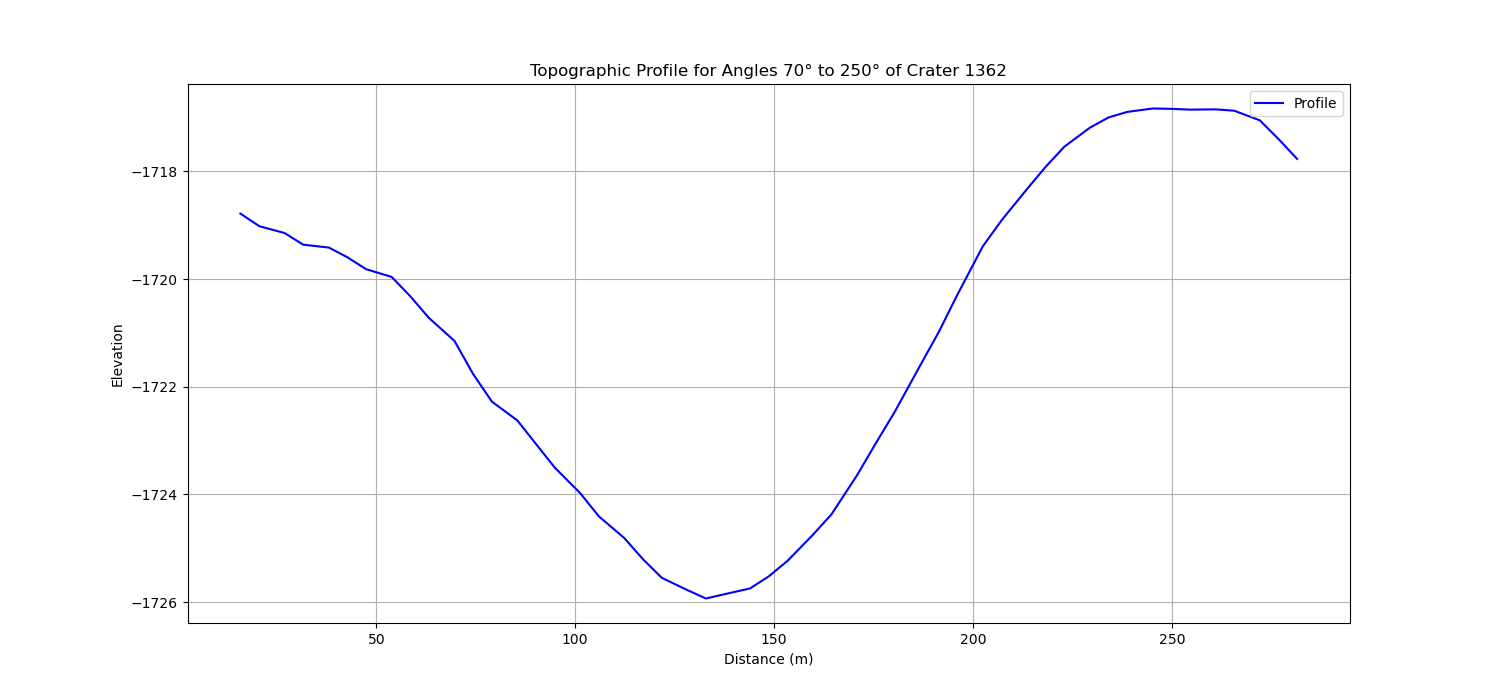 Topographic Profile for Angles 70° to 250° of Crater 1362
Profile
Elevation
−1718
−1720
−1722
−1724
−1726
50
100
150
200
250
Distance (m)